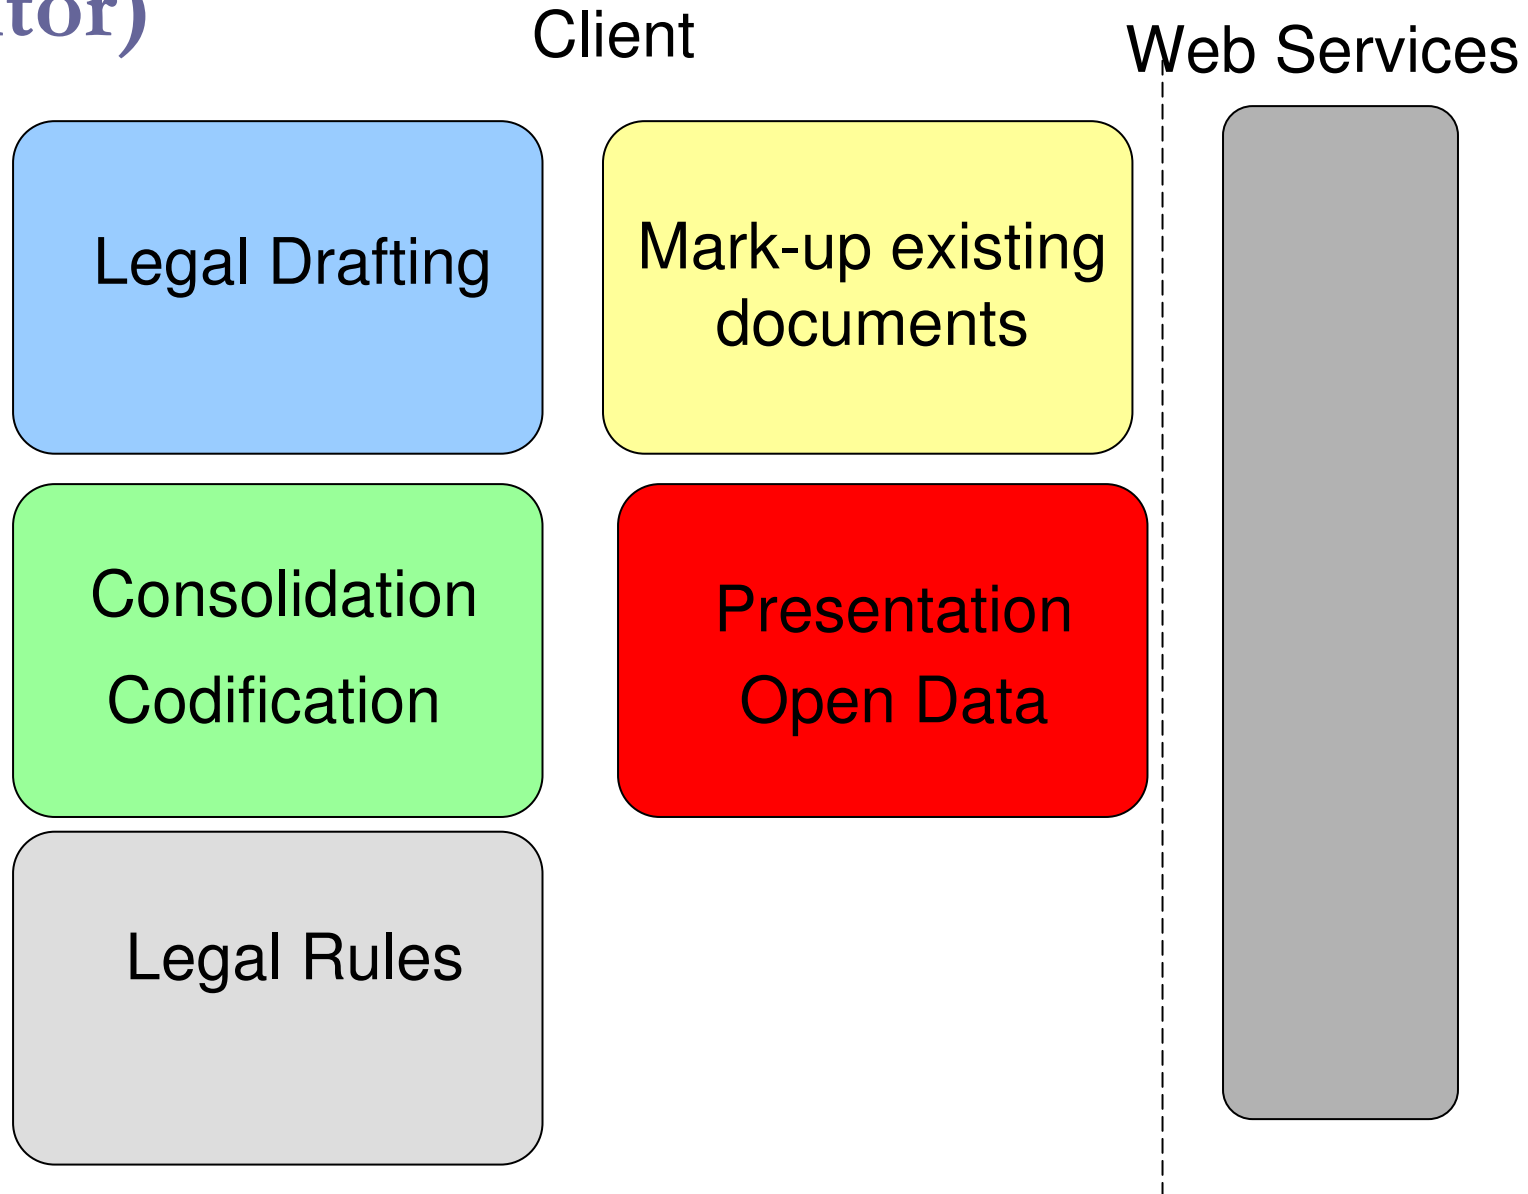 tor)
Client
Web Services
Legal Drafting
Mark-up existing
documents
Consolidation
Codification
Presentation
Open Data
Legal Rules